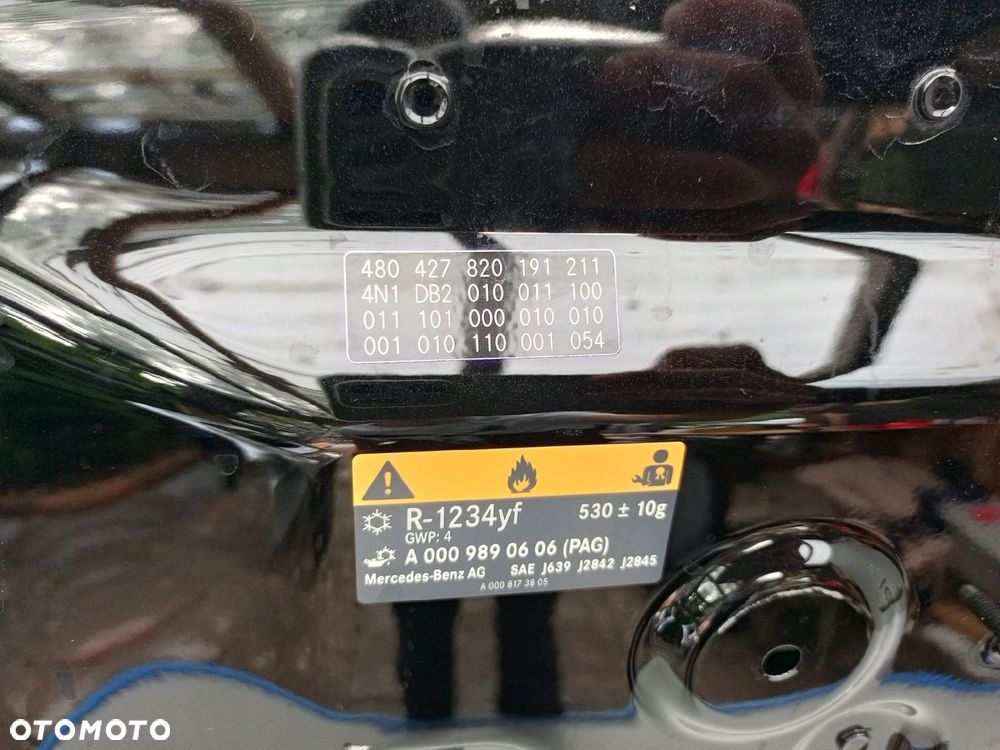 480 427 820 191 211
4N1 DB2 010 011 100
011 101 000 010 010
001 010 110 001 054
R-1234yf 530 ± 10g
GWP: 4
A 000 989 06 06 (PAG)
Mercedes-Benz AG SAE J639 J2842 J2845
A 000 817 38 05
OTOMOTO